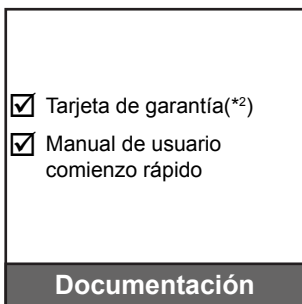 ☑ Tarjeta de garantía(*²)
☑ Manual de usuario
comienzo rápido
Documentación